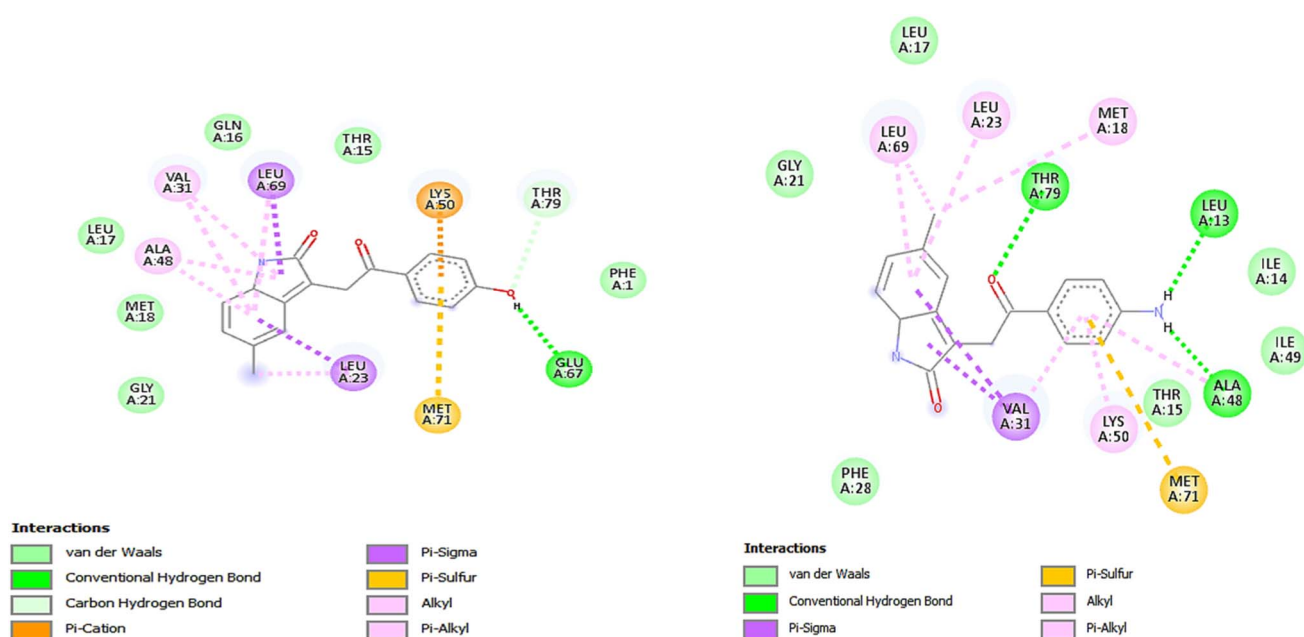 GLN
A:16
THR
A:15
VAL
A:31
LEU
A:69
LYS
A:50
THR
A:79
LEU
A:17
ALA
A:48
N
O
O
O
H
PHE
A:1
MET
A:18
GLY
A:21
LEU
A:23
MET
A:71
GLU
A:67
Interactions
van der Waals
Conventional Hydrogen Bond
Carbon Hydrogen Bond
Pi-Cation
Pi-Sigma
Pi-Sulfur
Alkyl
Pi-Alkyl
LEU
A:17
LEU
A:69
LEU
A:23
MET
A:18
GLY
A:21
THR
A:79
LEU
A:13
ILE
A:14
O
H
N
H
N
O
ILE
A:49
VAL
A:31
LYS
A:50
THR
A:15
ALA
A:48
PHE
A:28
MET
A:71
Interactions
van der Waals
Conventional Hydrogen Bond
Pi-Sigma
Pi-Sulfur
Alkyl
Pi-Alkyl